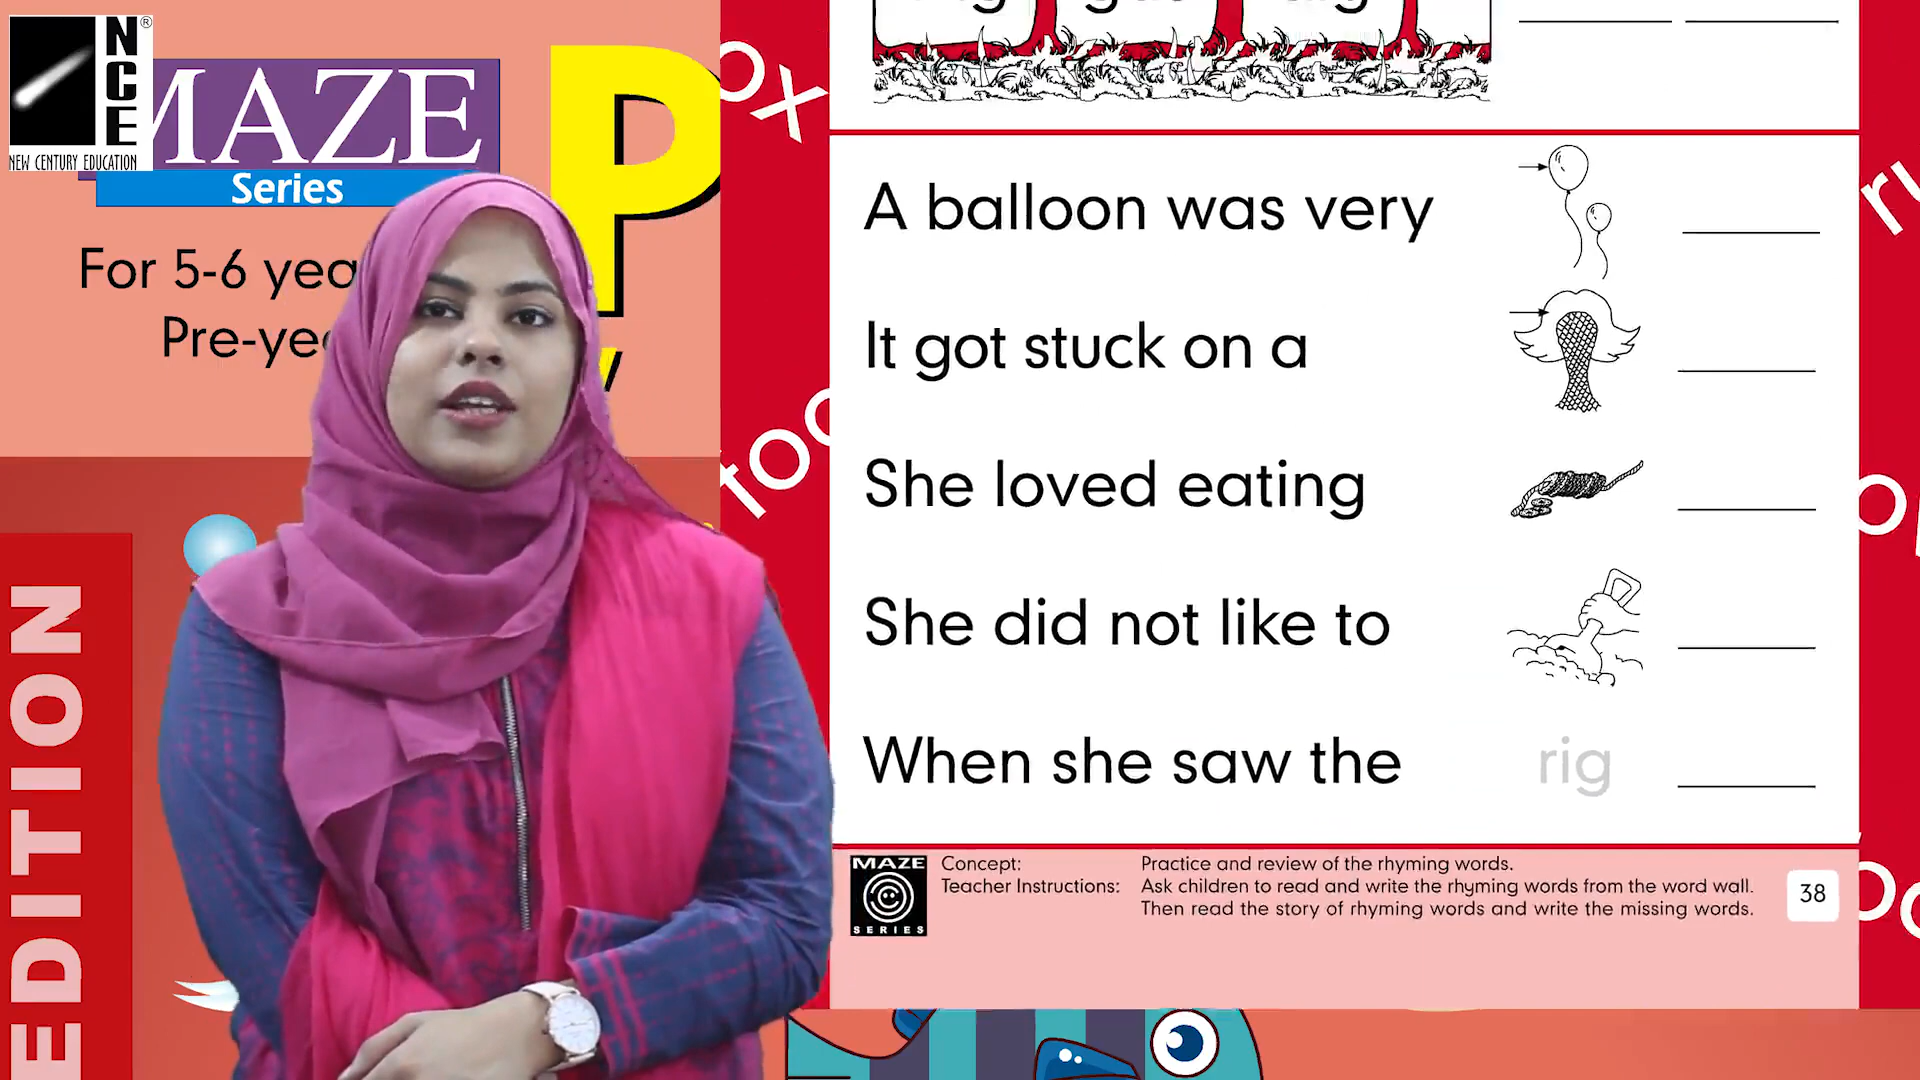 NCE
®
NEW CENTURY EDUCATION
MAZE
Series
For 5-6 yea
Pre-ye
P
EDITION
ox
A balloon was very
It got stuck on a
She loved eating
She did not like to
When she saw the rig
MAZE
SERIES
Concept: Practice and review of the rhyming words.
Teacher Instructions: Ask children to read and write the rhyming words from the word wall.
Then read the story of rhyming words and write the missing words.
38